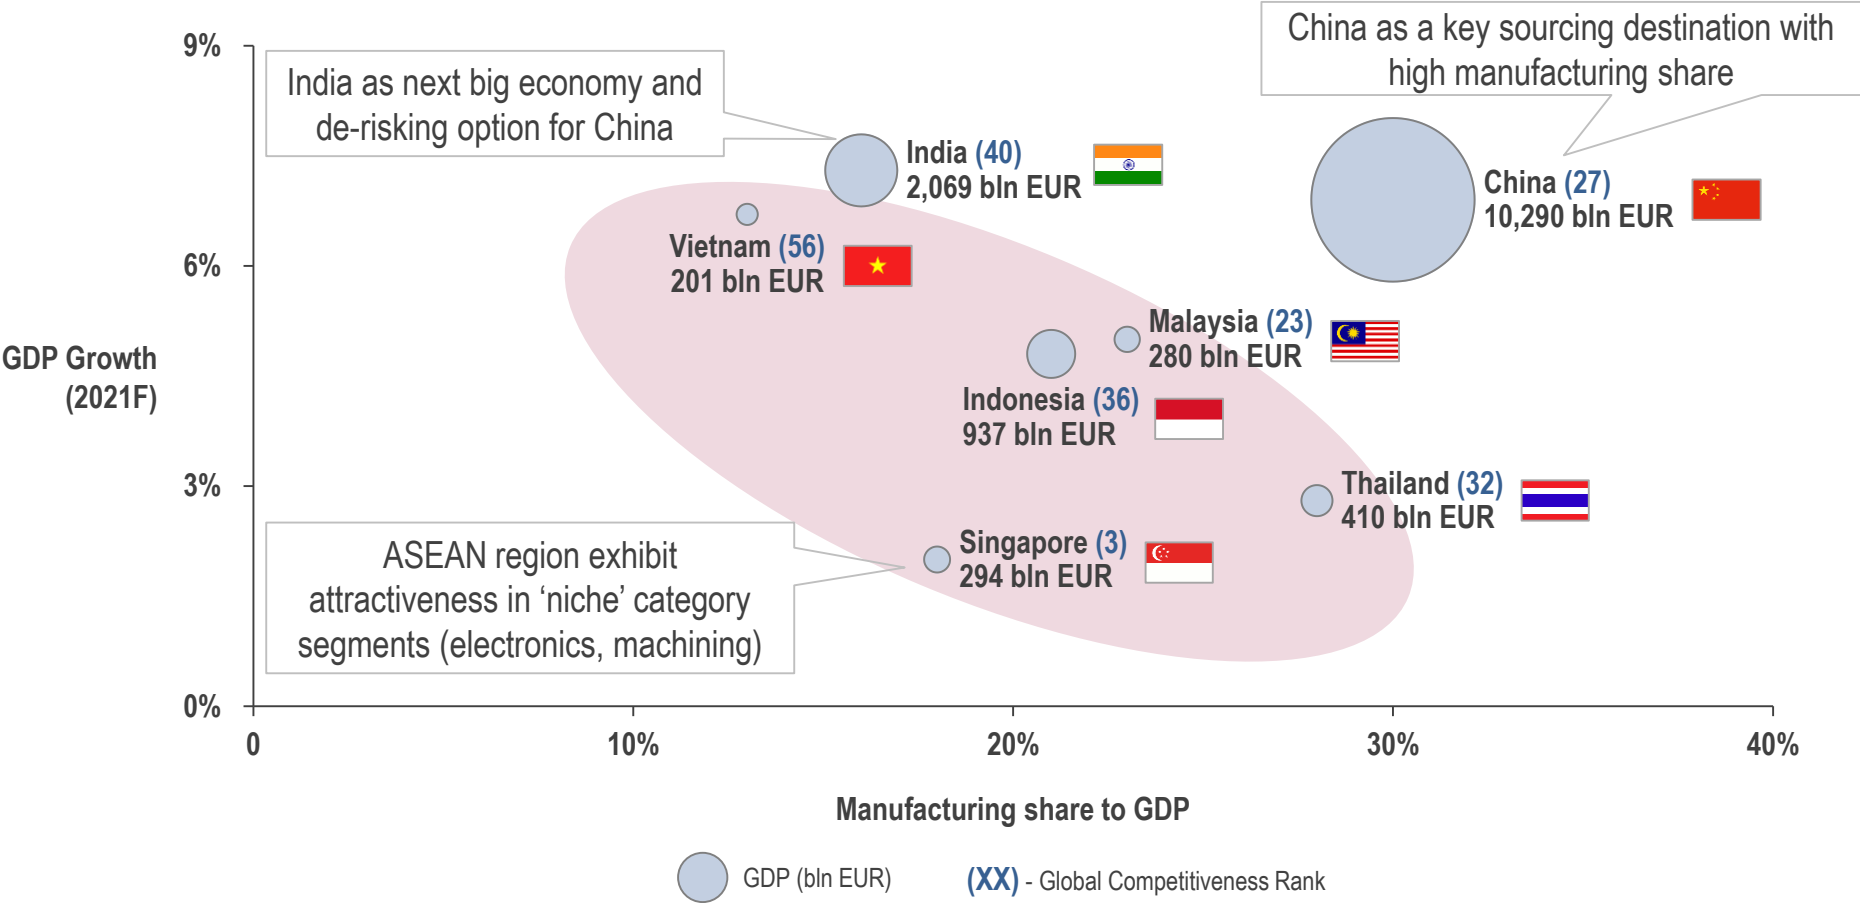 China as a key sourcing destination with
high manufacturing share
9%
India as next big economy and
de-risking option for China
India (40)
2,069 bln EUR
China (27)
10,290 bln EUR
Vietnam (56)
201 bln EUR
6%
Malaysia (23)
280 bln EUR
GDP Growth
(2021F)
Indonesia (36)
937 bln EUR
3%
Thailand (32)
410 bln EUR
ASEAN region exhibit
attractiveness in ‘niche’ category
segments (electronics, machining)
Singapore (3)
294 bln EUR
0%
0
10%
20%
30%
40%
Manufacturing share to GDP
GDP (bln EUR)
(XX) - Global Competitiveness Rank